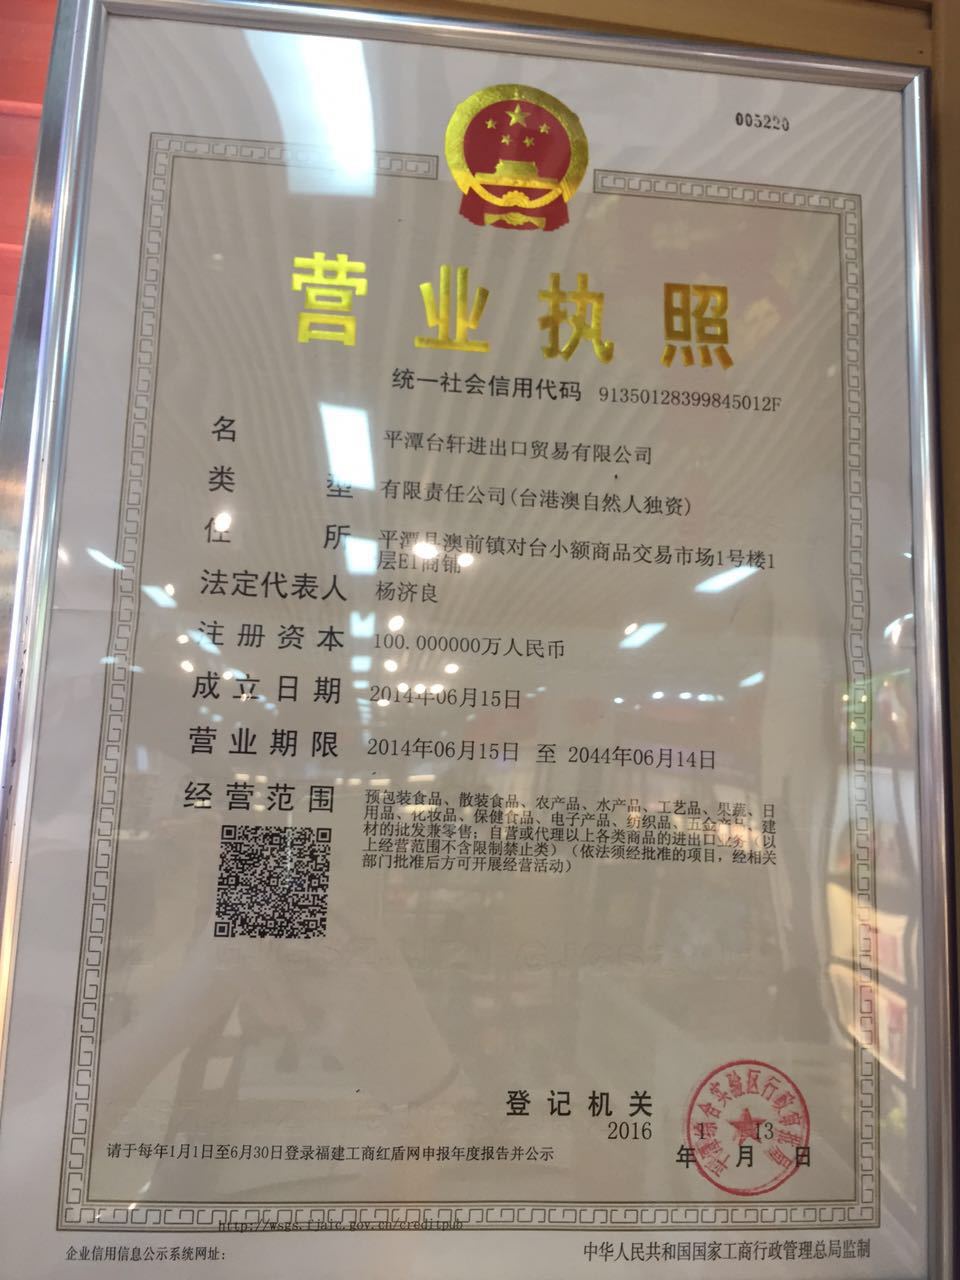 005220
营业执照
统一社会信用代码 91350128399845012F
名 平潭台轩进出口贸易有限公司
类 型 有限责任公司(台港澳自然人独资)
住 所 平潭县澳前镇对台小额商品交易市场1号楼1
层E1商铺
法定代表人 杨济良
注册资本 100.000000万人民币
成立日期 2014年06月15日
营业期限 2014年06月15日 至 2044年06月14日
经营范围 预包装食品、散装食品、农产品、水产品、工艺品、果蔬、日
用品、化妆品、保健食品、电子产品、纺织品、五金产品、建
材的批发兼零售;自营或代理以上各类商品的进出口业务(以
上经营范围不含限制禁止类)(依法须经批准的项目,经相关
部门批准后方可开展经营活动)
登记机关
2016年 月13日
请于每年1月1日至6月30日登录福建工商红盾网申报年度报告并公示
http://wsgs.fjaic.gov.cn/creditpub
企业信用信息公示系统网址:
中华人民共和国国家工商行政管理总局监制